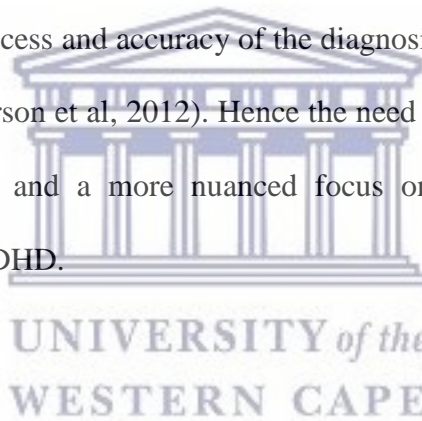 cess and accuracy of the diagnosi
rson et al, 2012). Hence the need
and a more nuanced focus or
DHD.
UNIVERSITY of the
WESTERN CAPE